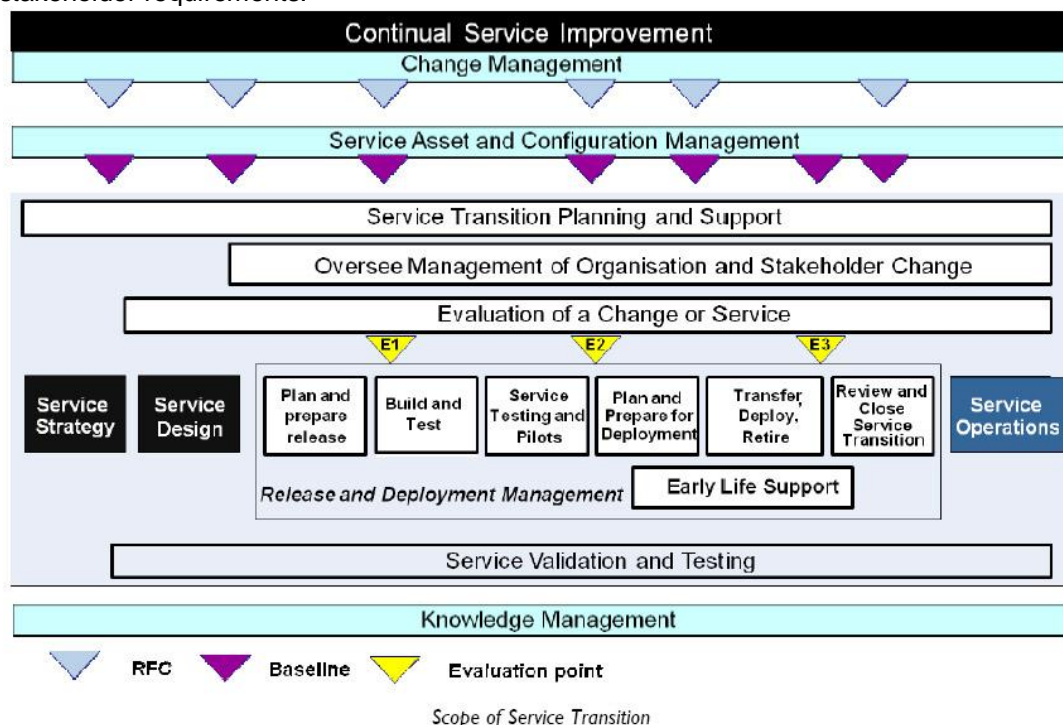 stakeholder requirements.
Continual Service Improvement
Change Management
Service Asset and Configuration Management
Service Transition Planning and Support
Oversee Management of Organisation and Stakeholder Change
Evaluation of a Change or Service
E1
E2
E3
Service
Strategy
Service
Design
Plan and
prepare
release
Build and
Test
Service
Testing and
Pilots
Plan and
Prepare for
Deployment
Transfer,
Deploy,
Retire
Review and
Close
Service
Transition
Service
Operations
Release and Deployment Management
Early Life Support
Service Validation and Testing
Knowledge Management
RFC
Baseline
Evaluation point
Scope of Service Transition